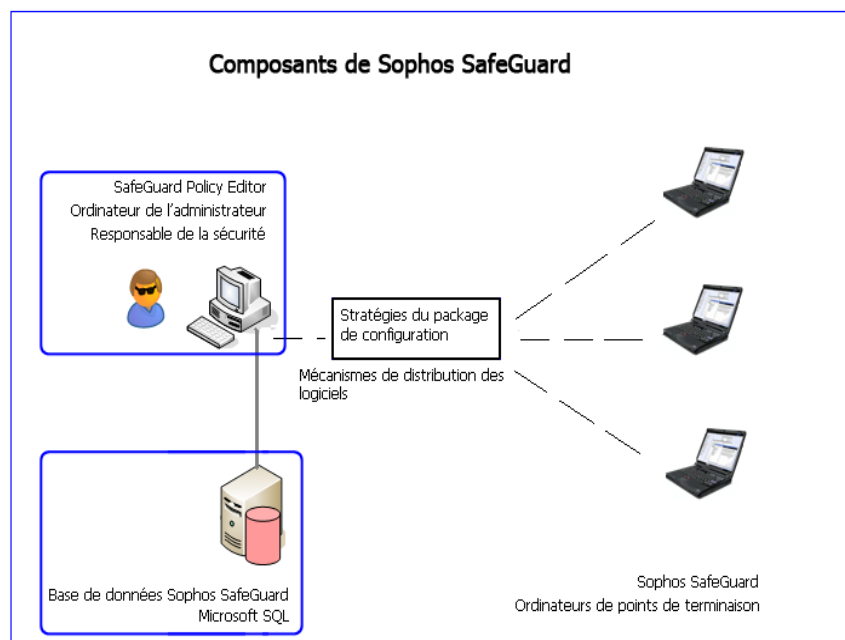 Composants de Sophos SafeGuard
SafeGuard Policy Editor
Ordinateur de l'administrateur
Responsable de la sécurité
Stratégies du package
de configuration
Mécanismes de distribution des
logiciels
Base de données Sophos SafeGuard
Microsoft SQL
Sophos SafeGuard
Ordinateurs de points de terminaison